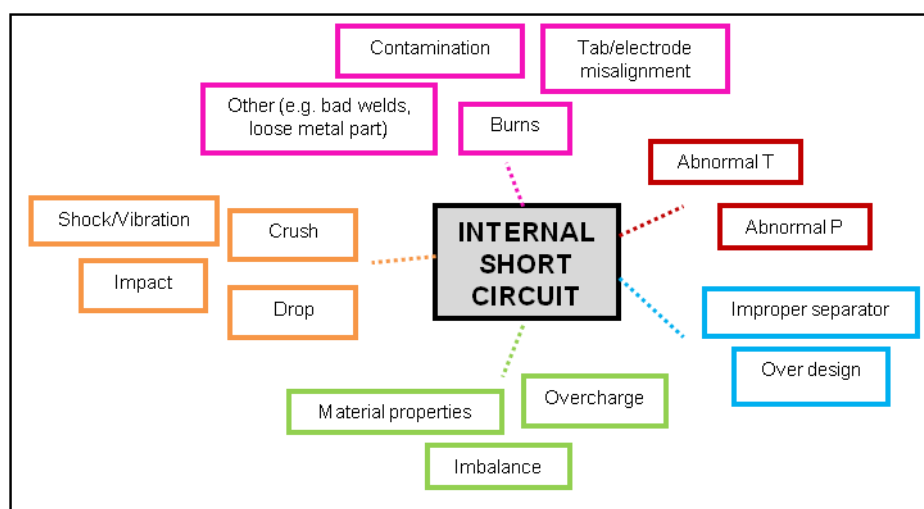 Contamination
Tab/electrode
misalignment
Other (e.g. bad welds,
loose metal part)
Burns
Abnormal T
Abnormal P
Shock/Vibration
Crush
Impact
Drop
INTERNAL
SHORT
CIRCUIT
Improper separator
Over design
Material properties
Overcharge
Imbalance